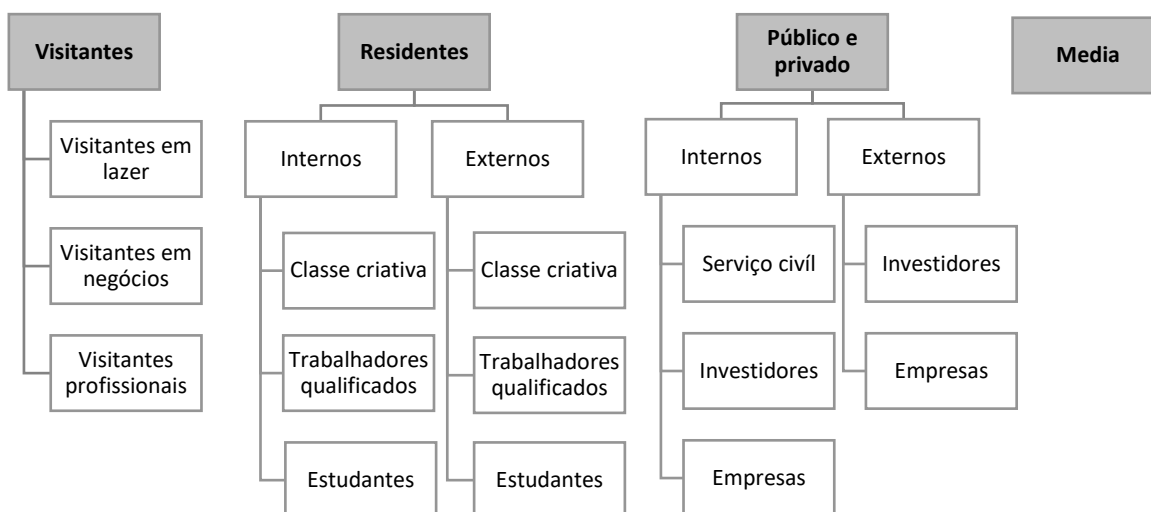 Visitantes
Visitantes em
lazer
Visitantes em
negócios
Visitantes
profissionais
Residentes
Internos
Classe criativa
Trabalhadores
qualificados
Estudantes
Externos
Classe criativa
Trabalhadores
qualificados
Estudantes
Público e
privado
Internos
Serviço civíl
Investidores
Empresas
Externos
Investidores
Empresas
Media